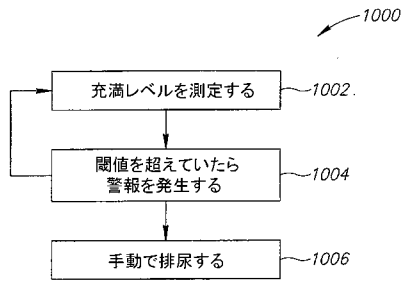 1000
充満レベルを測定する
1002
閾値を超えていたら
警報を発生する
1004
手動で排尿する
1006